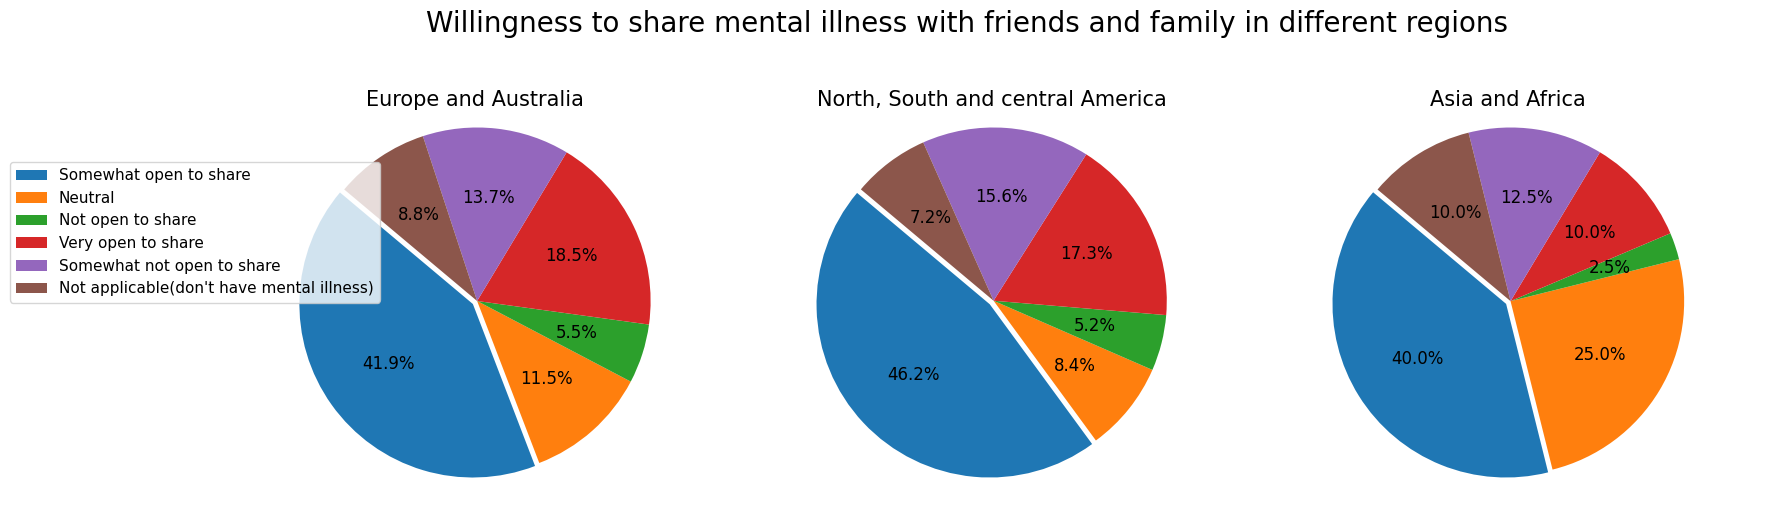 Willingness to share mental illness with friends and family in different regions
Europe and Australia
North, South and central America
Asia and Africa
Somewhat open to share
Neutral
Not open to share
Very open to share
Somewhat not open to share
Not applicable(don't have mental illness)
8.8%
13.7%
18.5%
5.5%
11.5%
41.9%
7.2%
15.6%
17.3%
5.2%
8.4%
46.2%
10.0%
12.5%
10.0%
2.5%
25.0%
40.0%